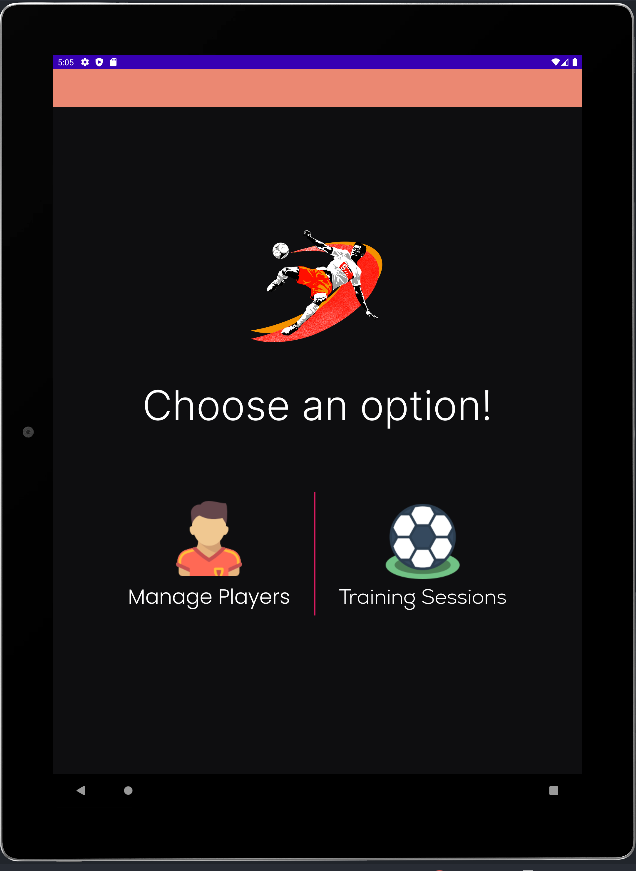 5:05
Choose an option!
Manage Players
Training Sessions